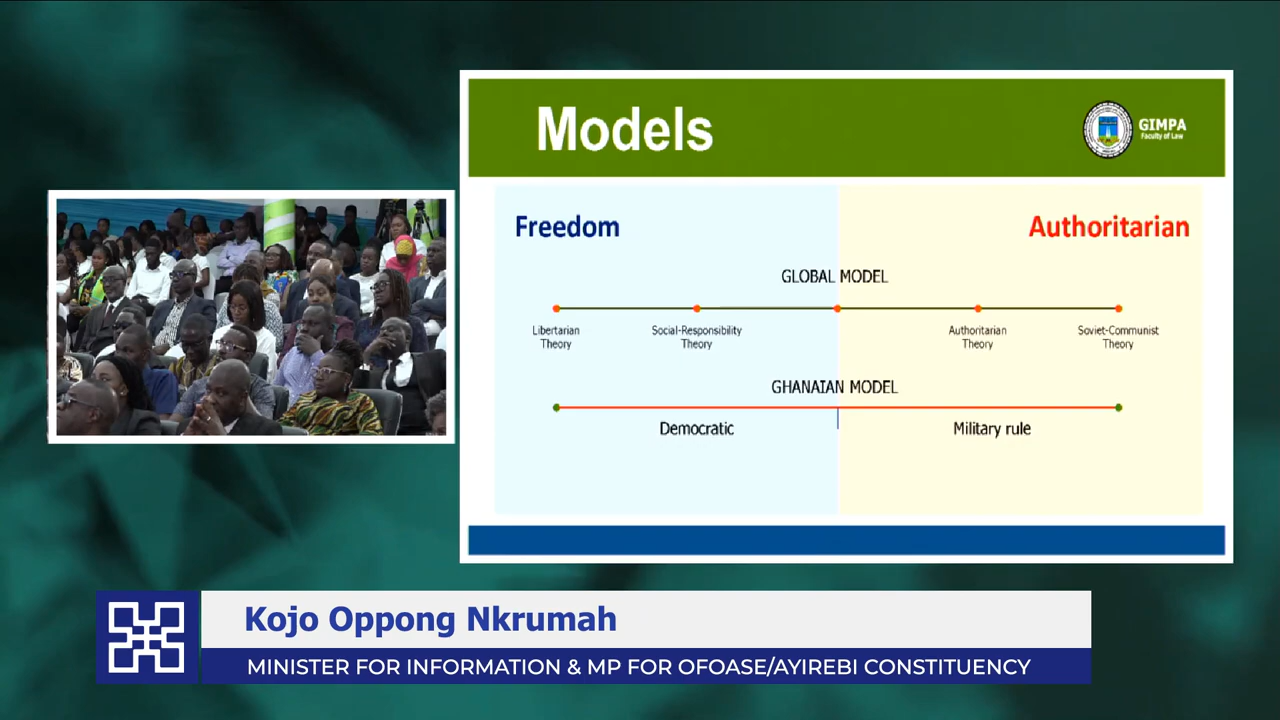 Models
GIMPA
Faculty of Law
Freedom
Authoritarian
GLOBAL MODEL
Libertarian
Theory
Social-Responsibility
Theory
Authoritarian
Theory
Soviet-Communist
Theory
GHANAIAN MODEL
Democratic
Military rule
Kojo Oppong Nkrumah
MINISTER FOR INFORMATION & MP FOR OFOASE/AYIREBI CONSTITUENCY